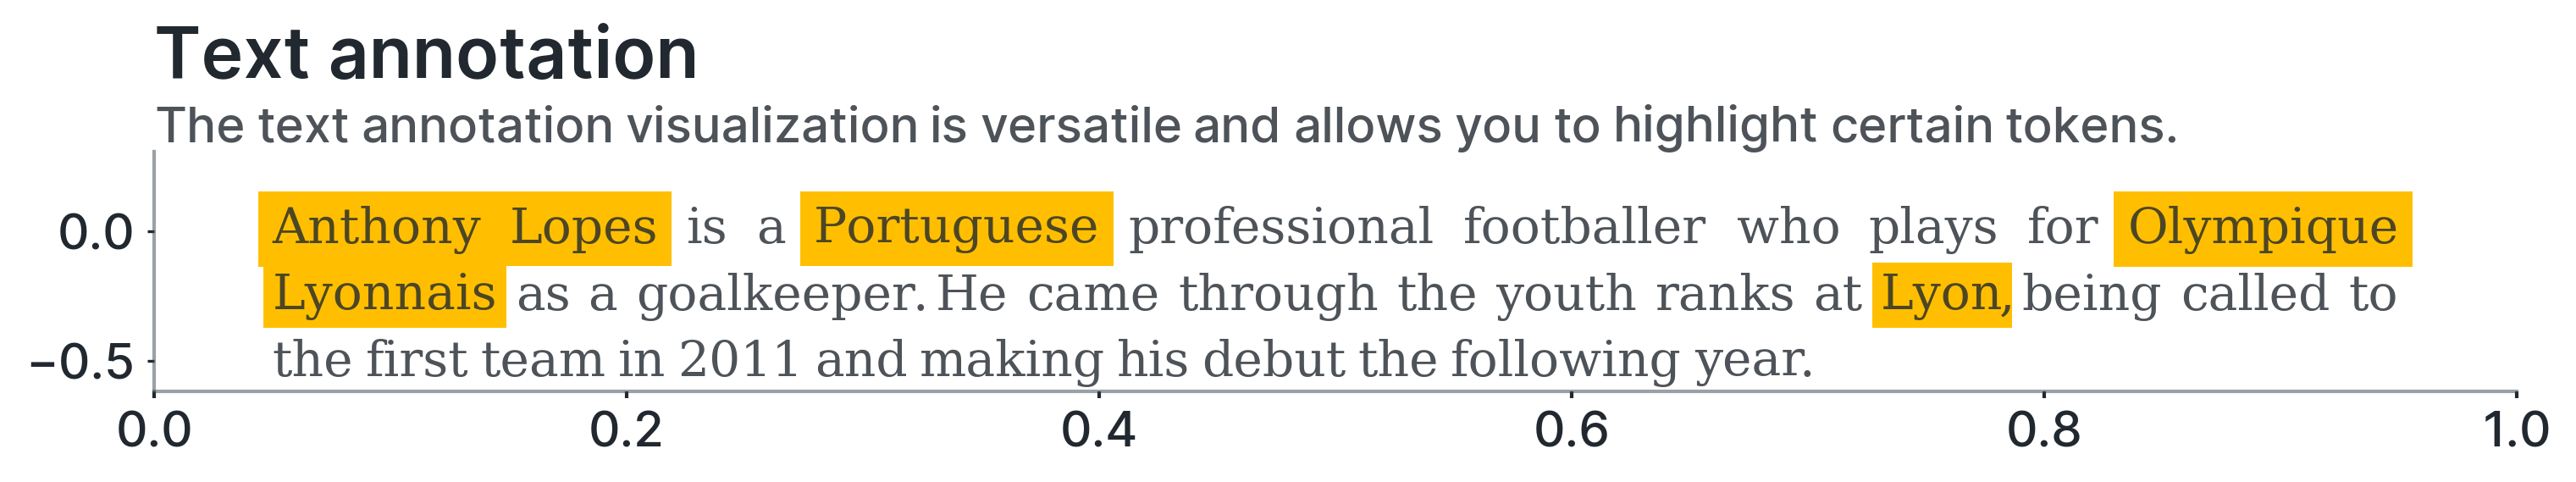 Text annotation
The text annotation visualization is versatile and allows you to highlight certain tokens.
0.0
Anthony Lopes is a Portuguese professional footballer who plays for Olympique
Lyonnais as a goalkeeper. He came through the youth ranks at Lyon, being called to
−0.5
the first team in 2011 and making his debut the following year.
0.0 0.2 0.4 0.6 0.8 1.0